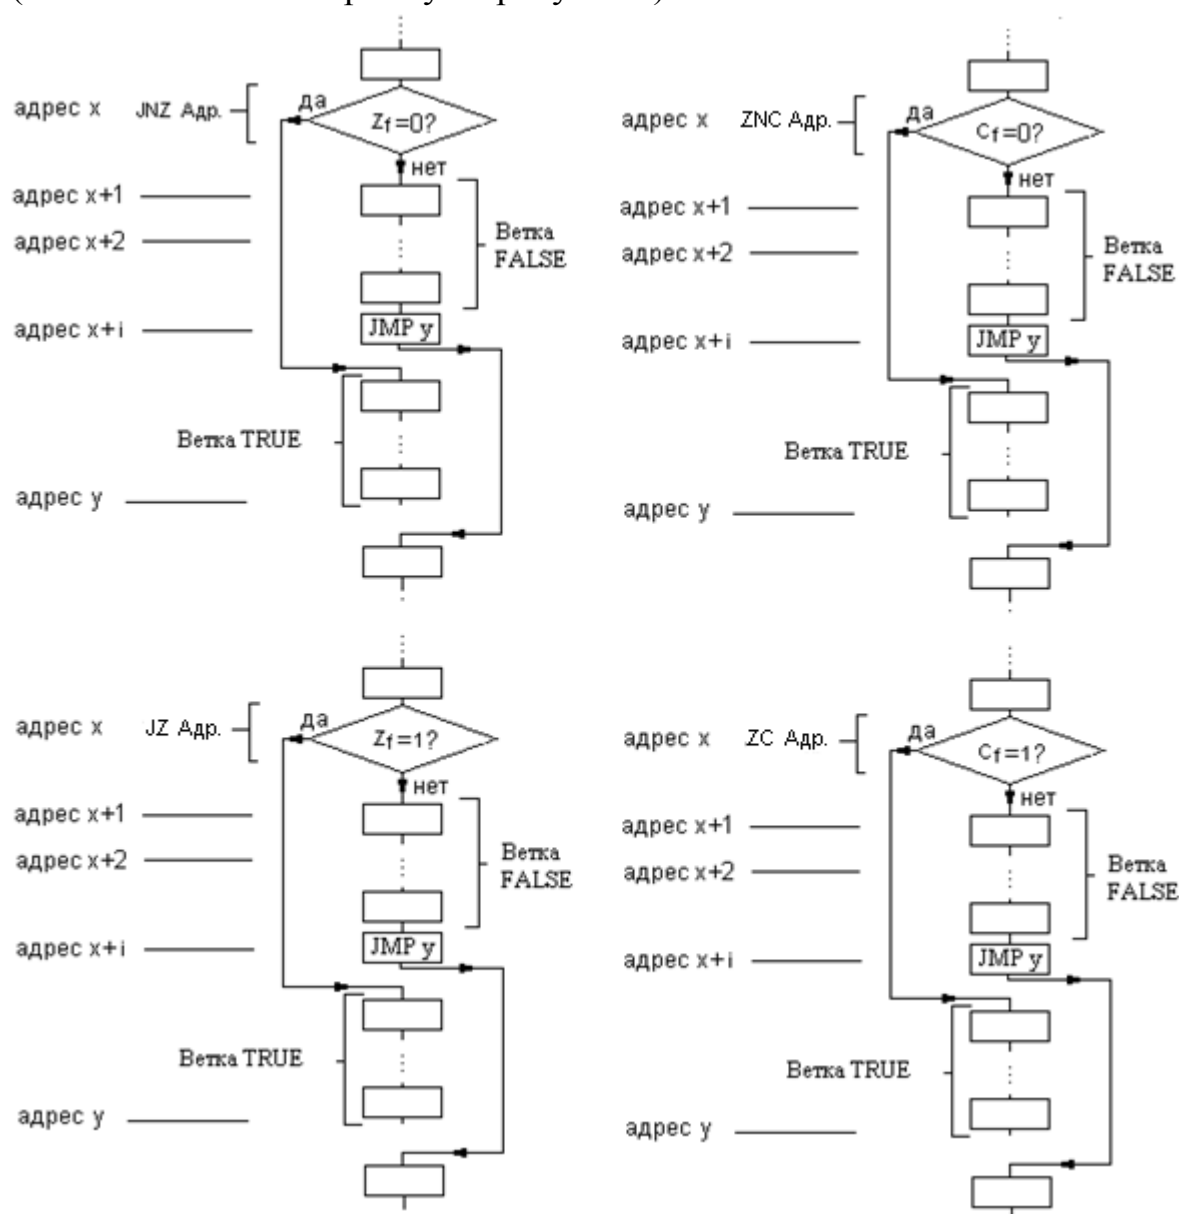 да
адрес x JNZ Адр.
Zf=0?
нет
адрес x+1
адрес x+2
Ветка
FALSE
адрес x+i
JMP y
Ветка TRUE
адрес y
да
адрес x ZNC Адр.
Cf=0?
нет
адрес x+1
адрес x+2
Ветка
FALSE
адрес x+i
JMP y
Ветка TRUE
адрес y
да
адрес x JZ Адр.
Zf=1?
нет
адрес x+1
адрес x+2
Ветка
FALSE
адрес x+i
JMP y
Ветка TRUE
адрес y
да
адрес x ZC Адр.
Cf=1?
нет
адрес x+1
адрес x+2
Ветка
FALSE
адрес x+i
JMP y
Ветка TRUE
адрес y